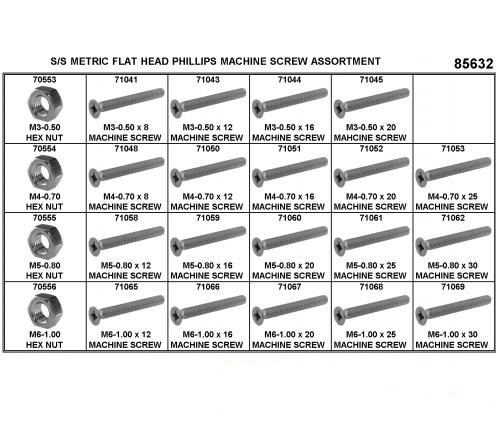 S/S METRIC FLAT HEAD PHILLIPS MACHINE SCREW ASSORTMENT 85632
70553 71041 71043 71044 71045
M3-0.50 M3-0.50 x 8 M3-0.50 x 12 M3-0.50 x 16 M3-0.50 x 20
HEX NUT MACHINE SCREW MACHINE SCREW MACHINE SCREW MAHCINE SCREW
70554 71048 71050 71051 71052 71053
M4-0.70 M4-0.70 x 8 M4-0.70 x 12 M4-0.70 x 16 M4-0.70 x 20 M4-0.70 x 25
HEX NUT MACHINE SCREW MACHINE SCREW MACHINE SCREW MACHINE SCREW MACHINE SCREW
70555 71058 71059 71060 71061 71062
M5-0.80 M5-0.80 x 12 M5-0.80 x 16 M5-0.80 x 20 M5-0.80 x 25 M5-0.80 x 30
HEX NUT MACHINE SCREW MACHINE SCREW MACHINE SCREW MACHINE SCREW MACHINE SCREW
70556 71065 71066 71067 71068 71069
M6-1.00 M6-1.00 x 12 M6-1.00 x 16 M6-1.00 x 20 M6-1.00 x 25 M6-1.00 x 30
HEX NUT MACHINE SCREW MACHINE SCREW MACHINE SCREW MACHINE SCREW MACHINE SCREW